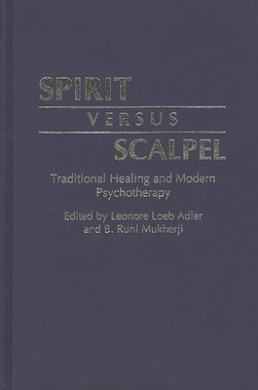 SPIRIT
VERSUS
SCALPEL
Traditional Healing and Modern
Psychotherapy
Edited by Leonore Loeb Adler
and B. Runi Mukherji